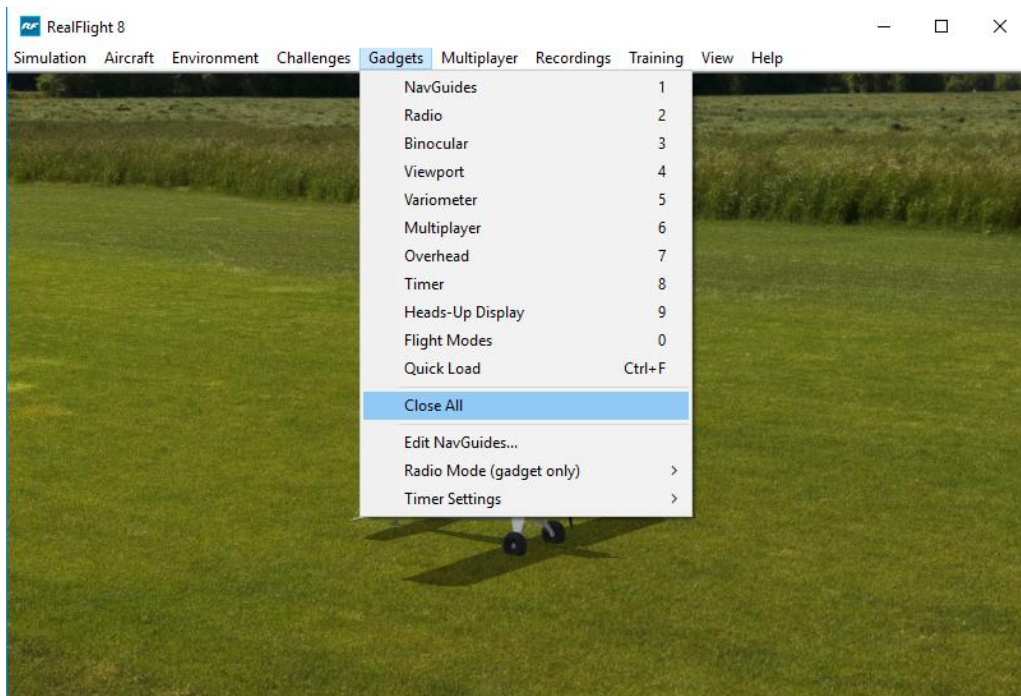 RF RealFlight 8
Simulation Aircraft Environment Challenges Gadgets Multiplayer Recordings Training View Help
NavGuides 1
Radio 2
Binocular 3
Viewport 4
Variometer 5
Multiplayer 6
Overhead 7
Timer 8
Heads-Up Display 9
Flight Modes 0
Quick Load Ctrl+F
Close All
Edit NavGuides...
Radio Mode (gadget only) >
Timer Settings >